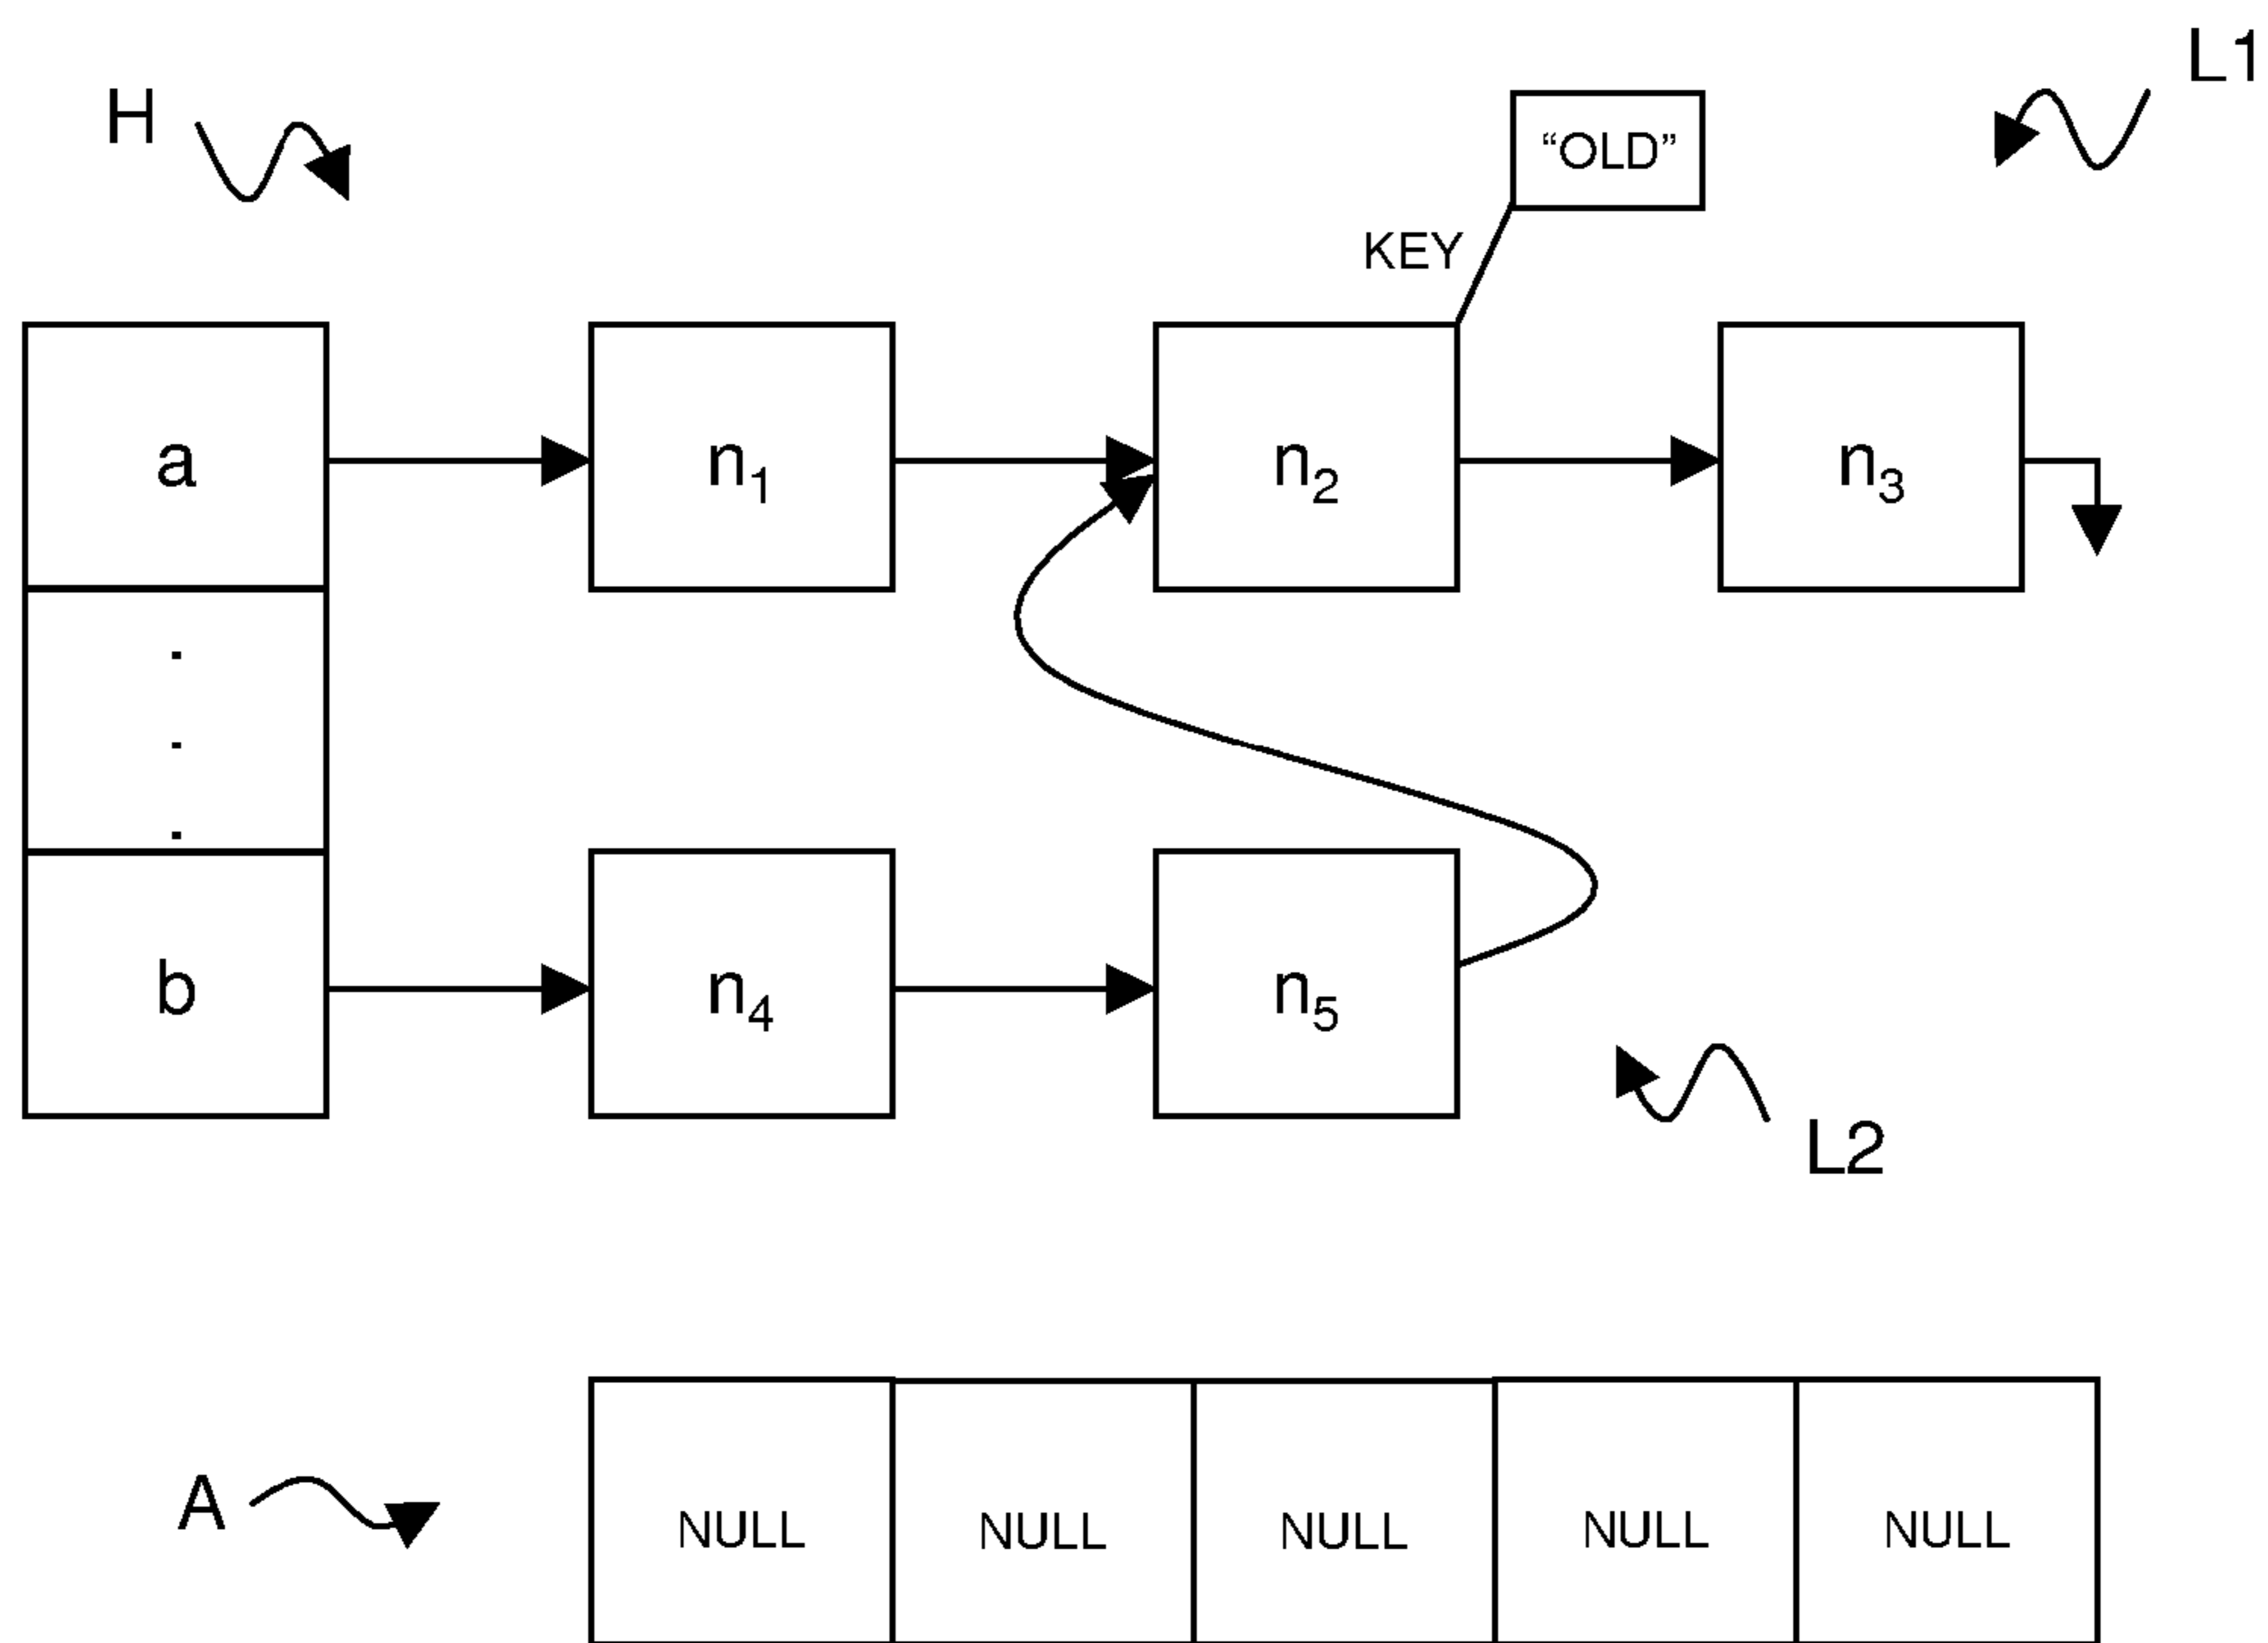 H
L1
“OLD”
KEY
a
n₁
n₂
n₃
.
.
.
b
n₄
n₅
L2
A
NULL NULL NULL NULL NULL